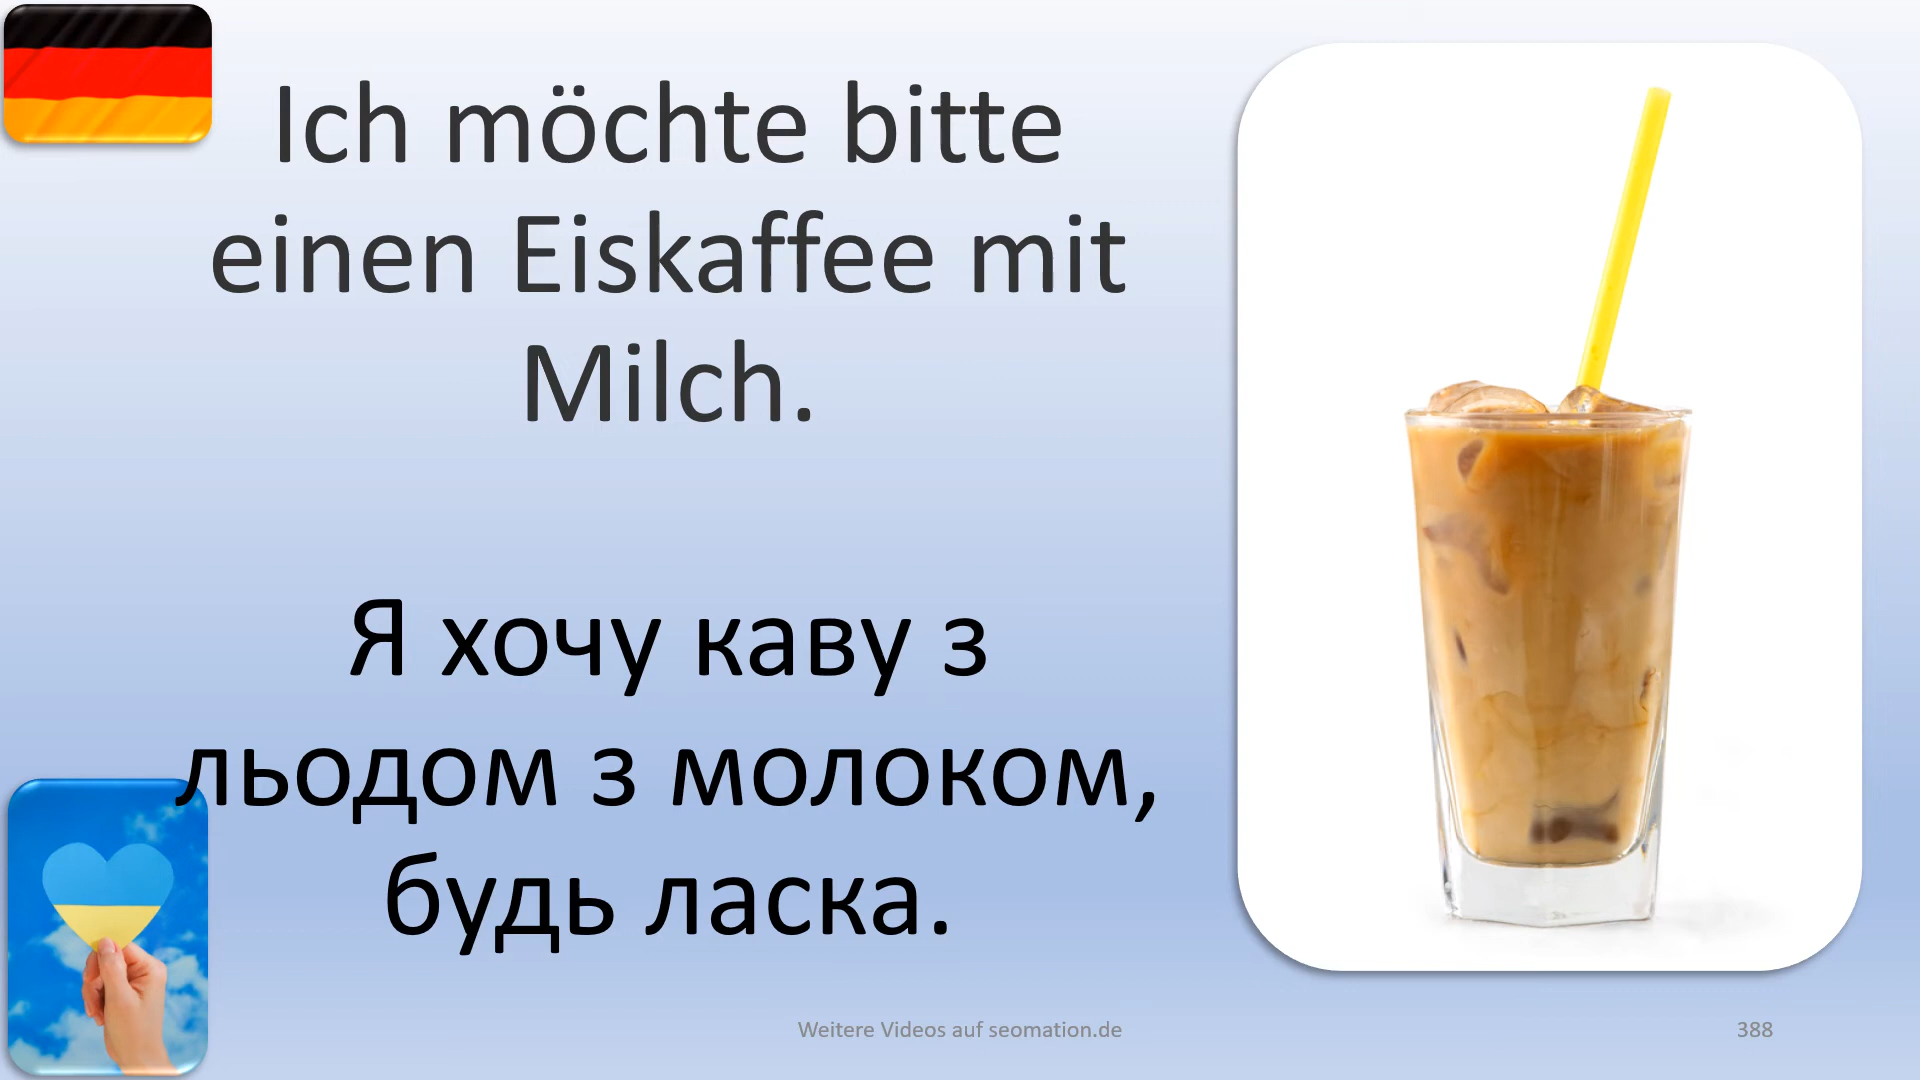 Ich möchte bitte
einen Eiskaffee mit
Milch.
Я хочу каву з
льодом з молоком,
будь ласка.
Weitere Videos auf seomation.de
388